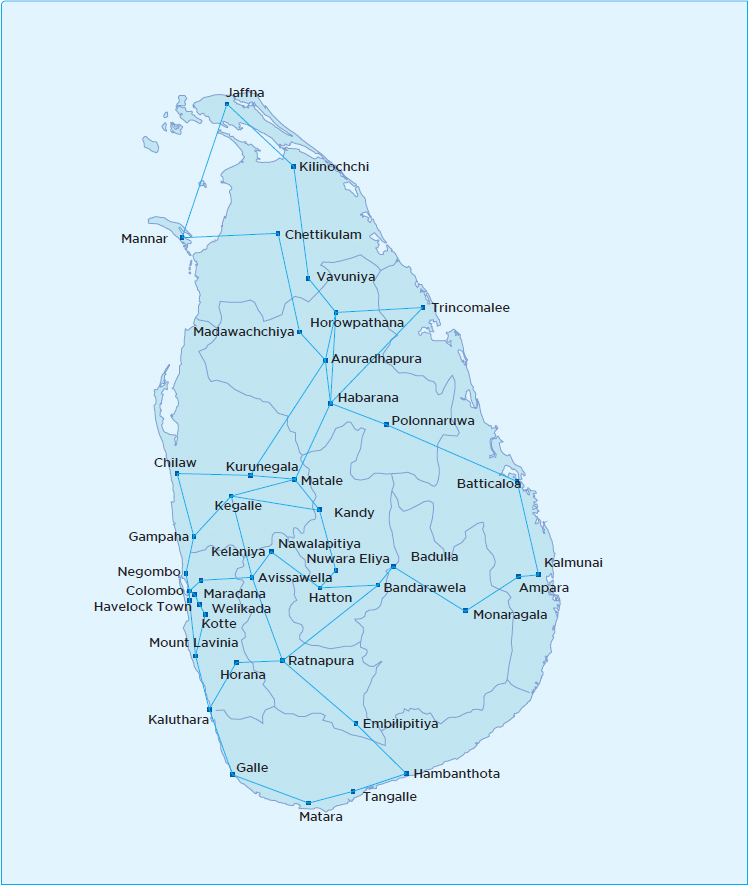 Jaffna
Kilinochchi
Chettikulam
Mannar
Vavuniya
Trincomalee
Horowpathana
Madawachchiya
Anuradhapura
Habarana
Polonnaruwa
Chilaw
Kurunegala
Matale
Batticaloa
Kegalle
Kandy
Gampaha
Nawalapitiya
Kelaniya
Nuwara Eliya
Badulla
Kalmunai
Negombo
Avissawella
Bandarawela
Ampara
Colombo
Maradana
Hatton
Havelock Town
Welikada
Monaragala
Kotte
Mount Lavinia
Ratnapura
Horana
Kaluthara
Embilipitiya
Galle
Hambanthota
Tangalle
Matara